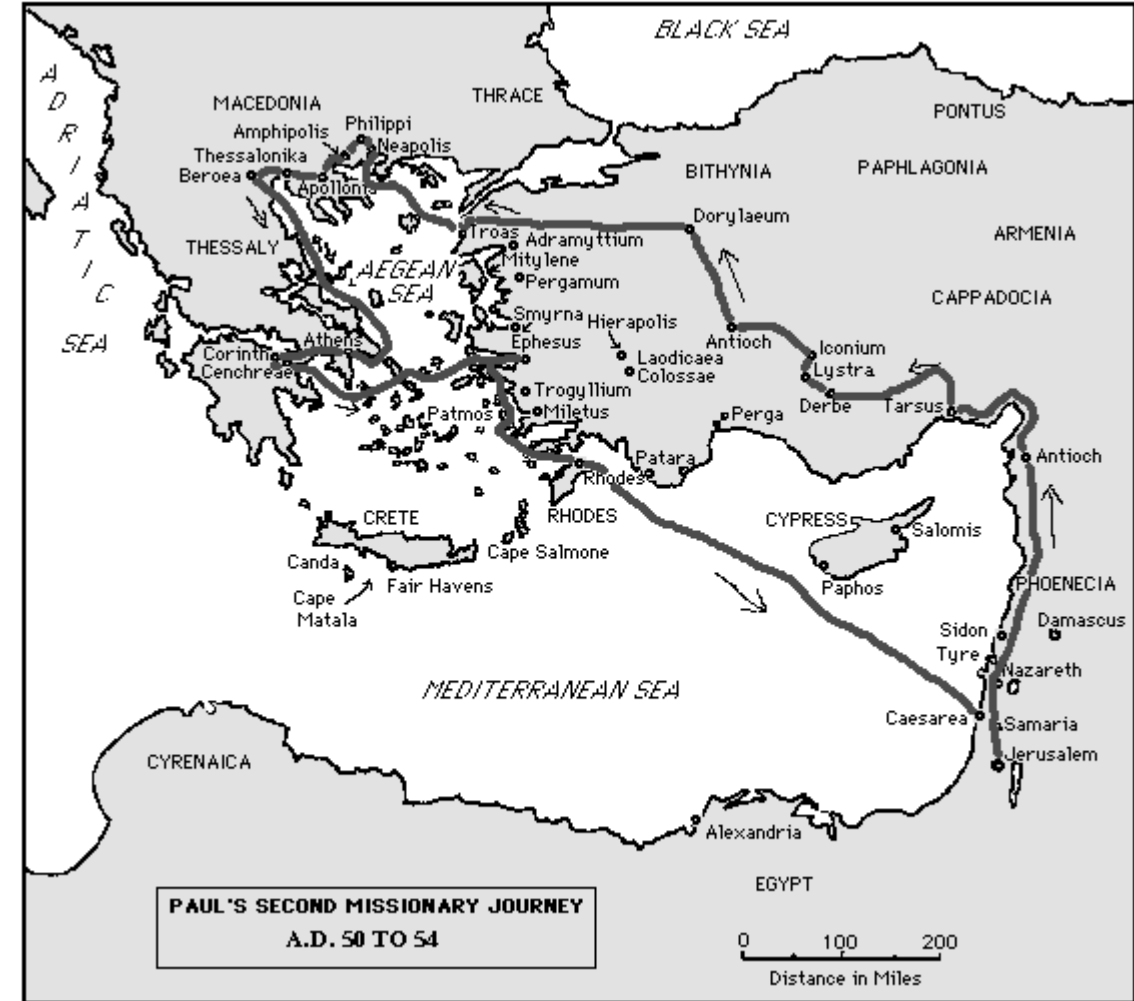 BLACK SEA
ADRIATIC SEA
MACEDONIA
THRACE
PONTUS
Amphipolis
Philippi
Neapolis
Thessalonika
Beroea
Apollonia
BITHYNIA
PAPHLAGONIA
Dorylaeum
THESSALY
Troas
Adramyttium
Mitylene
ARMENIA
AEGEAN
SEA
Pergamum
CAPPADOCIA
Smyrna
Hierapolis
Ephesus
Athens
Antioch
Iconium
Corinth
Cenchreae
Laodicaea
Colossae
Lystra
Trogyllium
Derbe
Tarsus
Patmos
Miletus
Perga
Patara
Antioch
Rhodes
CRETE
RHODES
CYPRESS
Salomis
Cape Salmone
Canda
Fair Havens
Paphos
PHOENECIA
Cape
Matala
Sidon
Damascus
Tyre
Nazareth
MEDITERRANEAN SEA
Caesarea
Samaria
Jerusalem
CYRENAICA
Alexandria
EGYPT
PAUL'S SECOND MISSIONARY JOURNEY
A.D. 50 TO 54
0 100 200
Distance in Miles